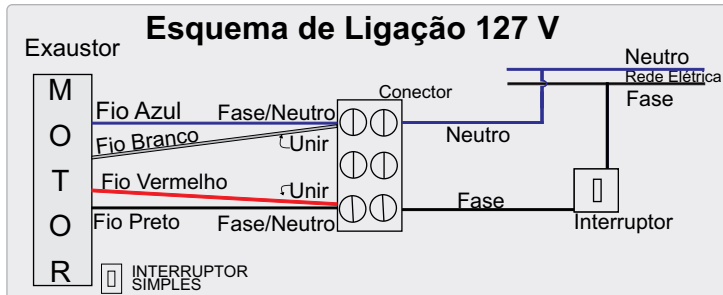 Esquema de Ligação 127 V
Exaustor
M
O
T
O
R
Fio Azul
Fase/Neutro
Fio Branco
Unir
Fio Vermelho
Unir
Fio Preto
Fase/Neutro
Conector
Neutro
Neutro
Rede Elétrica
Fase
Fase
Interruptor
INTERRUPTOR
SIMPLES